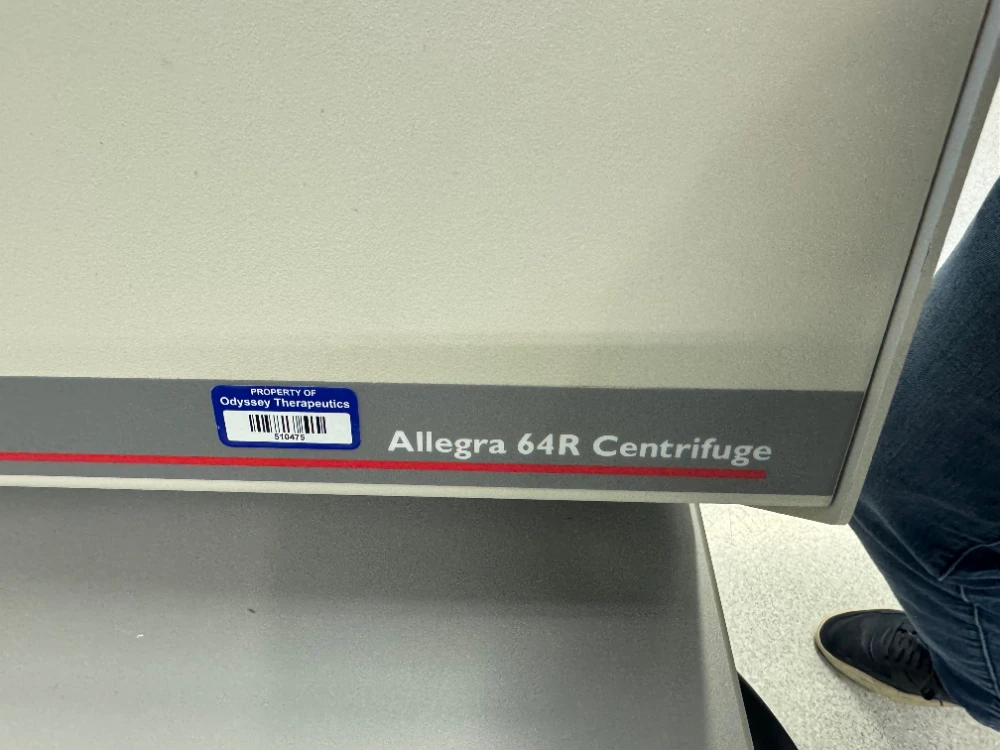 PROPERTY OF
Odyssey Therapeutics
510475
Allegra 64R Centrifuge